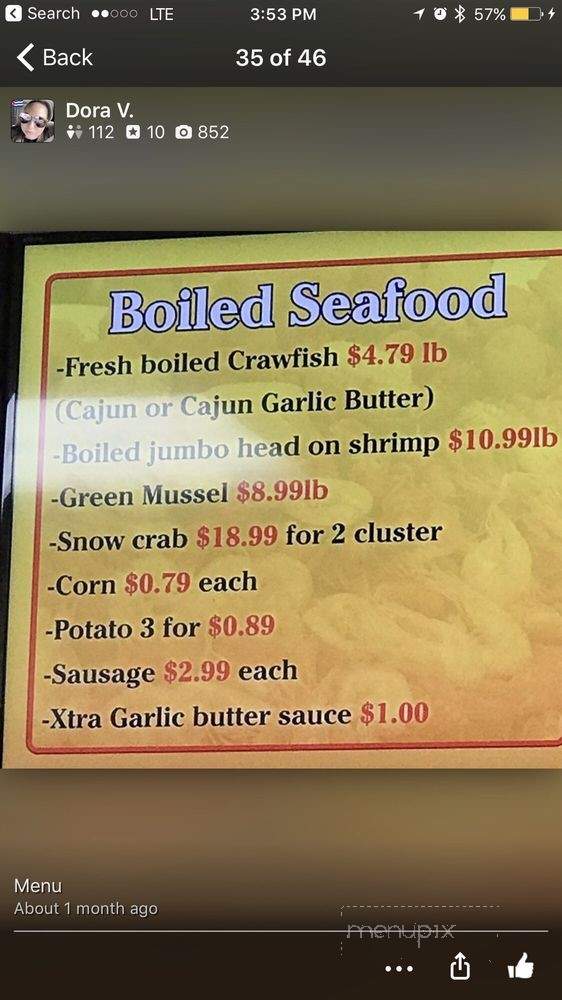 Search LTE 3:53 PM 57%
Back 35 of 46
Dora V.
112 10 852
Boiled Seafood
-Fresh boiled Crawfish $4.79 lb
(Cajun or Cajun Garlic Butter)
-Boiled jumbo head on shrimp $10.99lb
-Green Mussel $8.99lb
-Snow crab $18.99 for 2 cluster
-Corn $0.79 each
-Potato 3 for $0.89
-Sausage $2.99 each
-Xtra Garlic butter sauce $1.00
Menu
About 1 month ago
menupix